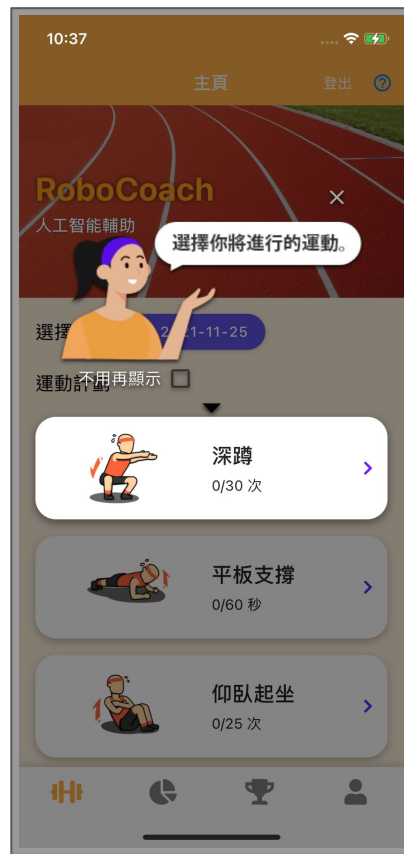 10:37
主頁
登出
RoboCoach
人工智能輔助
選擇你將進行的運動。
選擇
21-11-25
運動計劃
不用再顯示
深蹲
0/30 次
平板支撐
0/60 秒
仰臥起坐
0/25 次